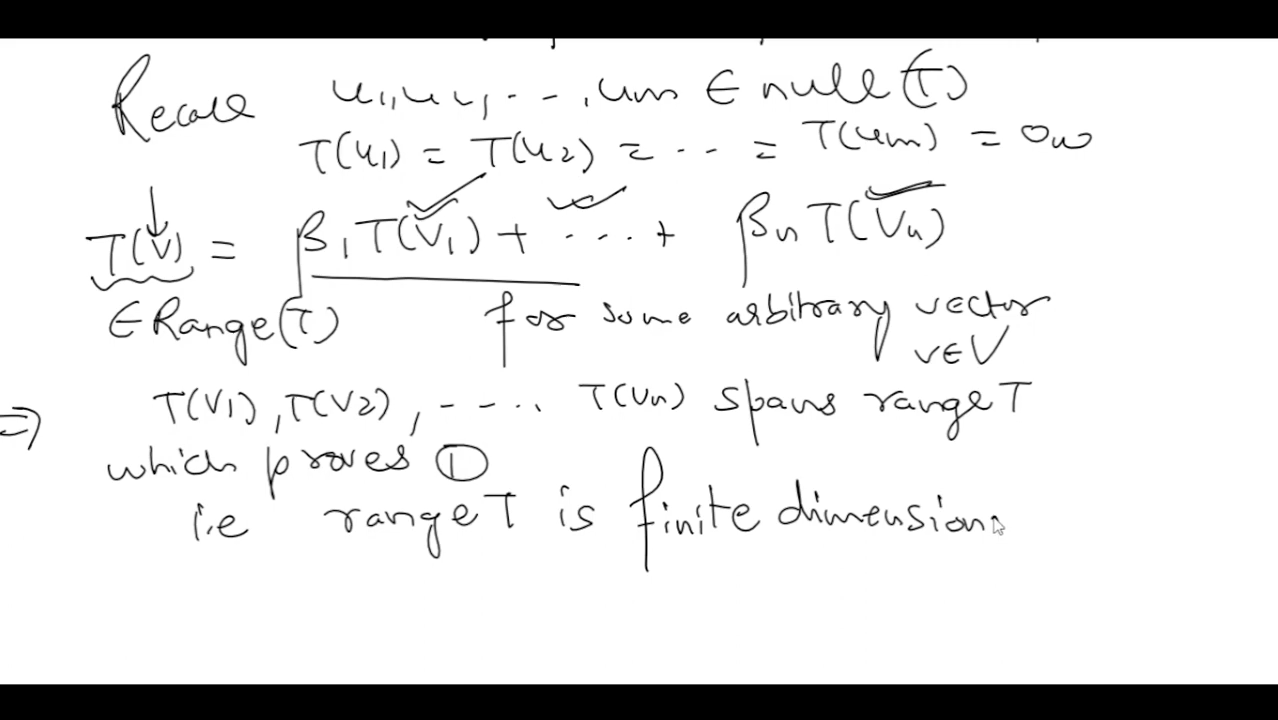 Recall u1, u2, ..., um ∈ null(T)
T(u1) = T(u2) = ... = T(um) = 0w
T(v) = β1T(v1) + ... + βnT(vn)
∈ Range(T) for some arbitrary vector
v∈V
⇒ T(v1), T(v2), ---- T(vn) spans range T
which proves ①
i.e range T is finite dimension